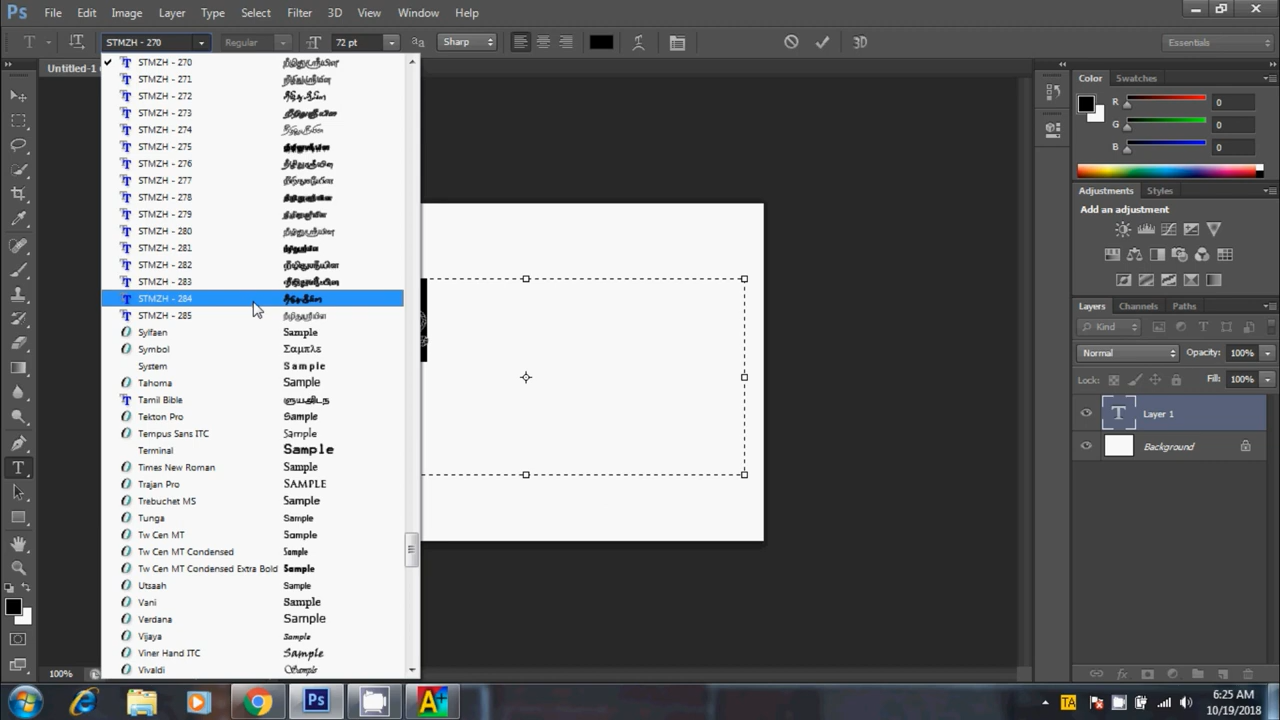 Ps File Edit Image Layer Type Select Filter 3D View Window Help
STMZH - 270 Regular 72 pt aa Sharp 3D Essentials
Untitled-1
STMZH - 270
STMZH - 271
STMZH - 272
STMZH - 273
STMZH - 274
STMZH - 275
STMZH - 276
STMZH - 277
STMZH - 278
STMZH - 279
STMZH - 280
STMZH - 281
STMZH - 282
STMZH - 283
STMZH - 284
STMZH - 285
Sylfaen Sample
Symbol Σαμπλε
System Sample
Tahoma Sample
Tamil Bible
Tekton Pro Sample
Tempus Sans ITC Sample
Terminal Sample
Times New Roman Sample
Trajan Pro SAMPLE
Trebuchet MS Sample
Tunga Sample
Tw Cen MT Sample
Tw Cen MT Condensed Sample
Tw Cen MT Condensed Extra Bold Sample
Utsaah Sample
Vani Sample
Verdana Sample
Vijaya Sample
Viner Hand ITC Sample
Vivaldi Sample
100%
Color Swatches
R 0
G 0
B 0
Adjustments Styles
Add an adjustment
Layers Channels Paths
Kind
Normal Opacity: 100%
Lock: Fill: 100%
T Layer 1
Background
Ps A+ TA 6:25 AM
10/19/2018